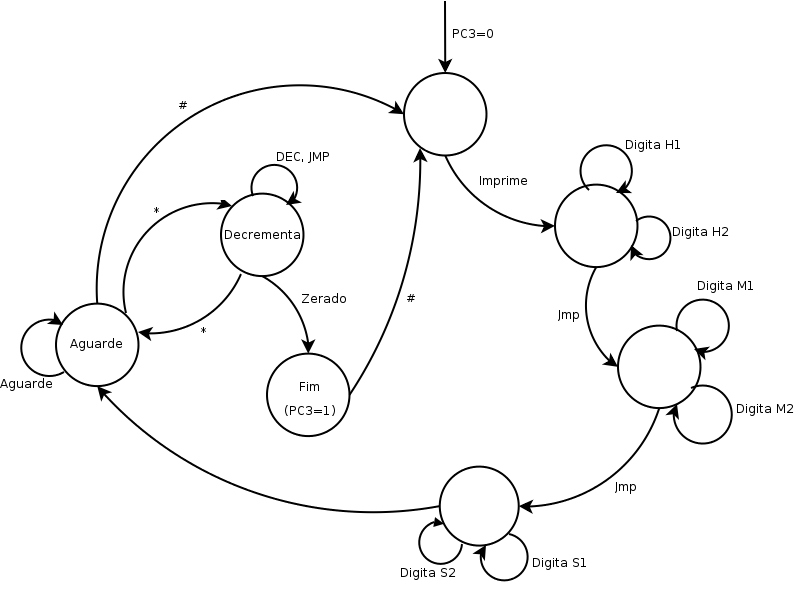 PC3=0
#
Digita H1
DEC, JMP
Imprime
*
Digita H2
Decrementa
Digita M1
Zerado
#
Jmp
*
Aguarde
Aguarde
Fim
(PC3=1)
Digita M2
Jmp
Digita S2
Digita S1